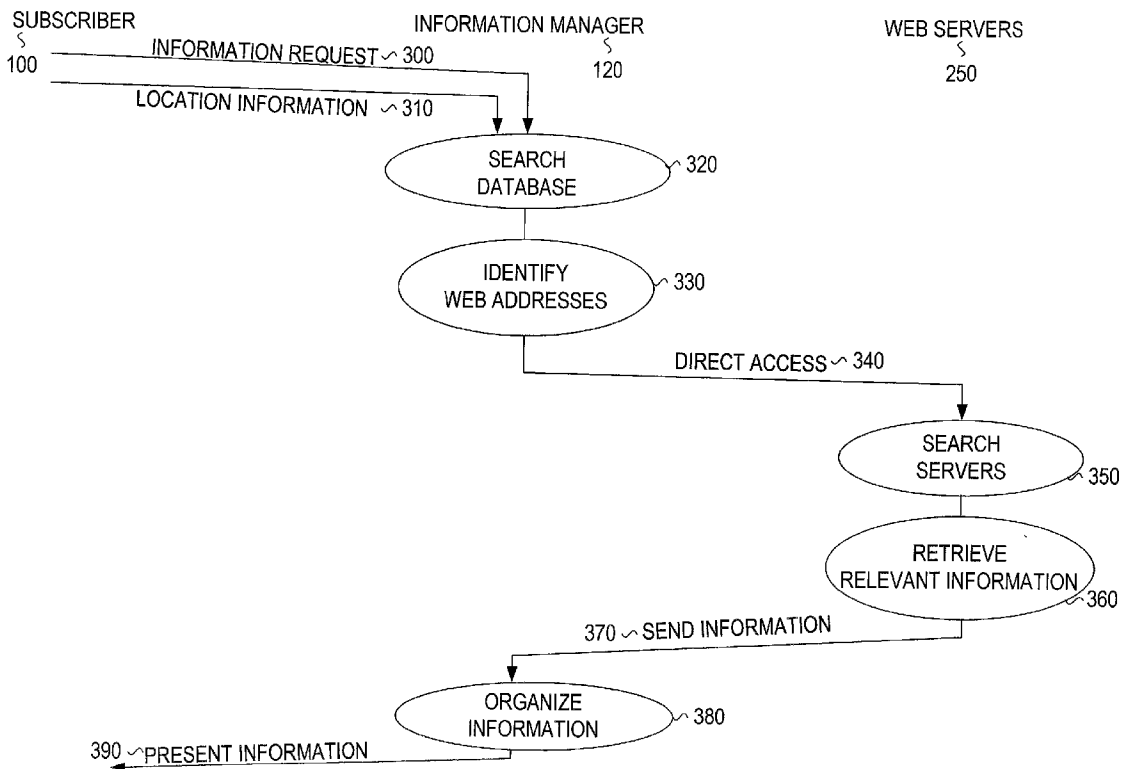 SUBSCRIBER
100
INFORMATION MANAGER
120
WEB SERVERS
250
INFORMATION REQUEST 300
LOCATION INFORMATION 310
SEARCH
DATABASE
320
IDENTIFY
WEB ADDRESSES
330
DIRECT ACCESS 340
SEARCH
SERVERS
350
RETRIEVE
RELEVANT INFORMATION
360
370 SEND INFORMATION
ORGANIZE
INFORMATION
380
390 PRESENT INFORMATION